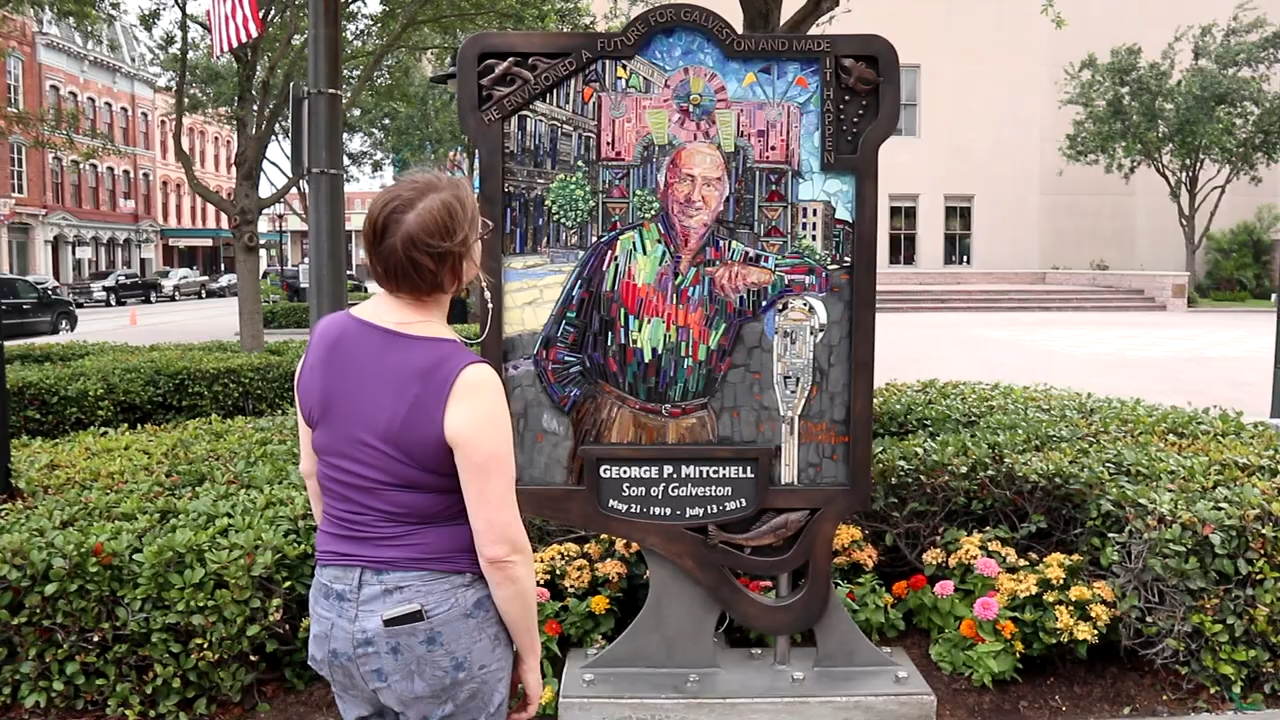 HE ENVISIONED A FUTURE FOR GALVESTON AND MADE
IT HAPPEN
GEORGE P. MITCHELL
Son of Galveston
May 21 • 1919 - July 13 • 2013